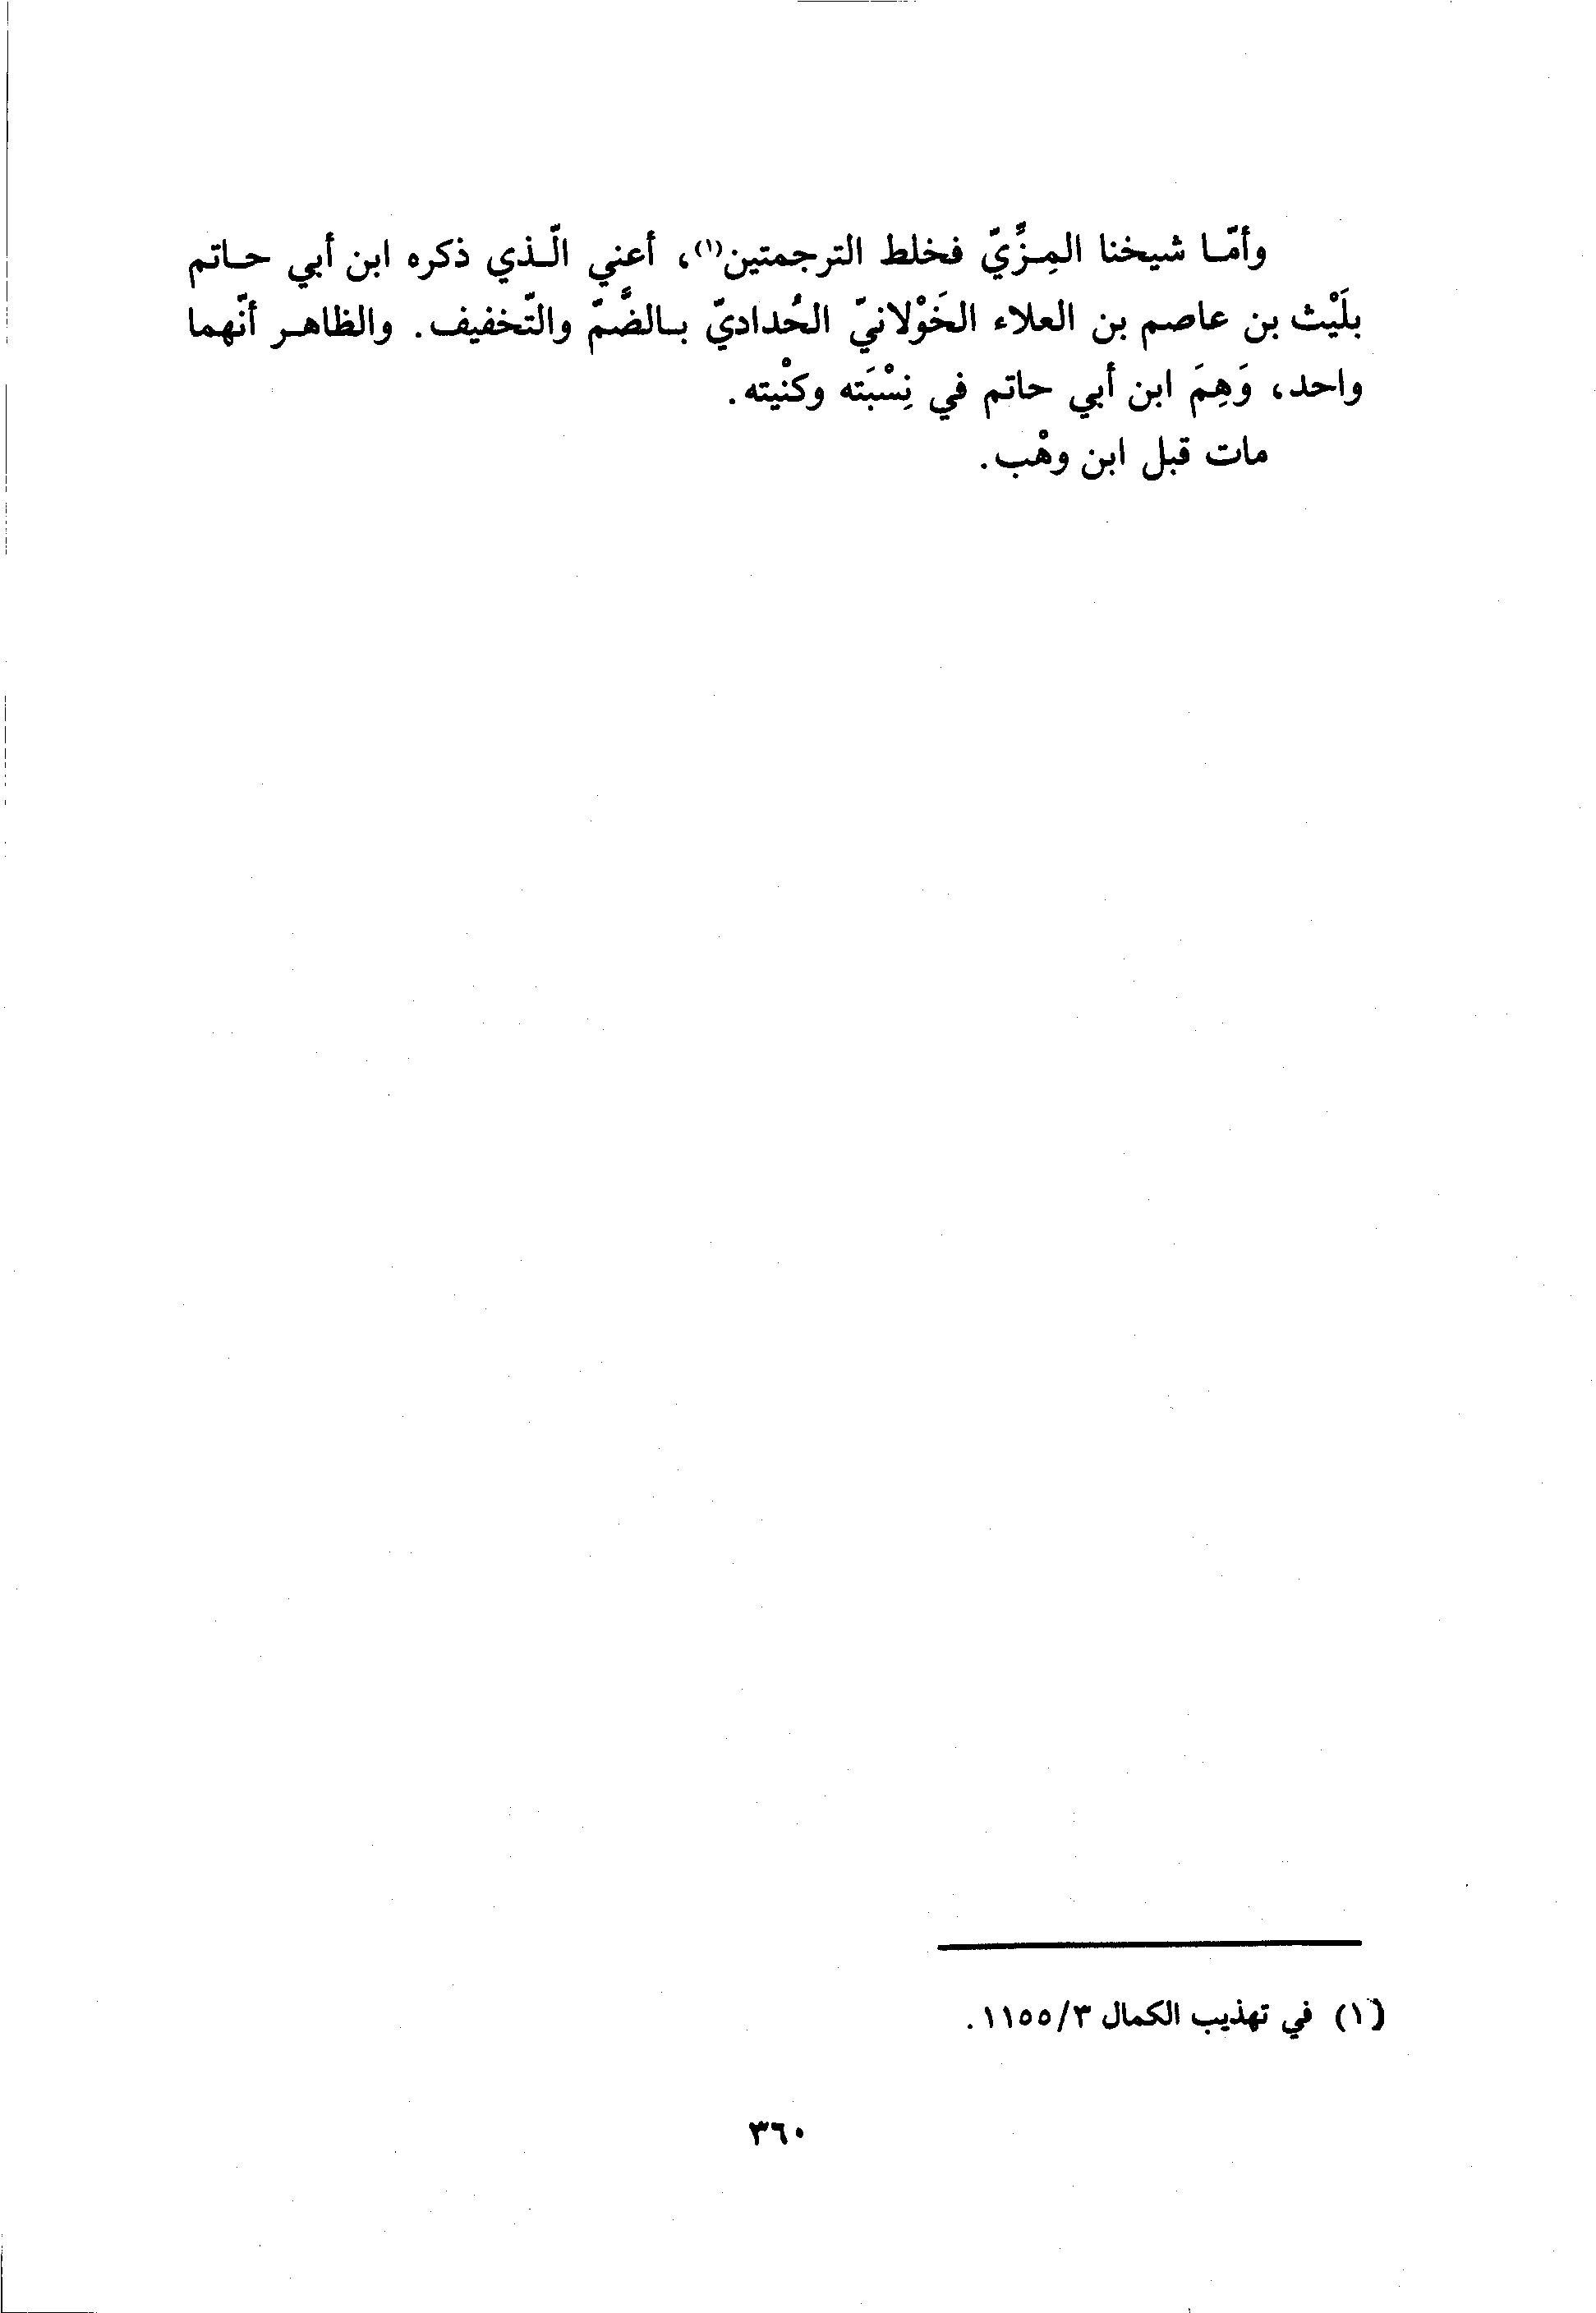 وأمّا شيخنا المِزِّيّ فخلط الترجمتين(١)، أعني الّذي ذكره ابن أبي حاتم
بلَيْث بن عاصم بن العلاء الخَوْلانيّ الحُداديّ بالضَّمّ والتّخفيف. والظاهر أنّهما
واحد، وَهِمَ ابن أبي حاتم في نِسْبَته وكنْيته.
مات قبل ابن وهْب.
(١) في تهذيب الكمال ١١٥٥/٣.
٣٦٠